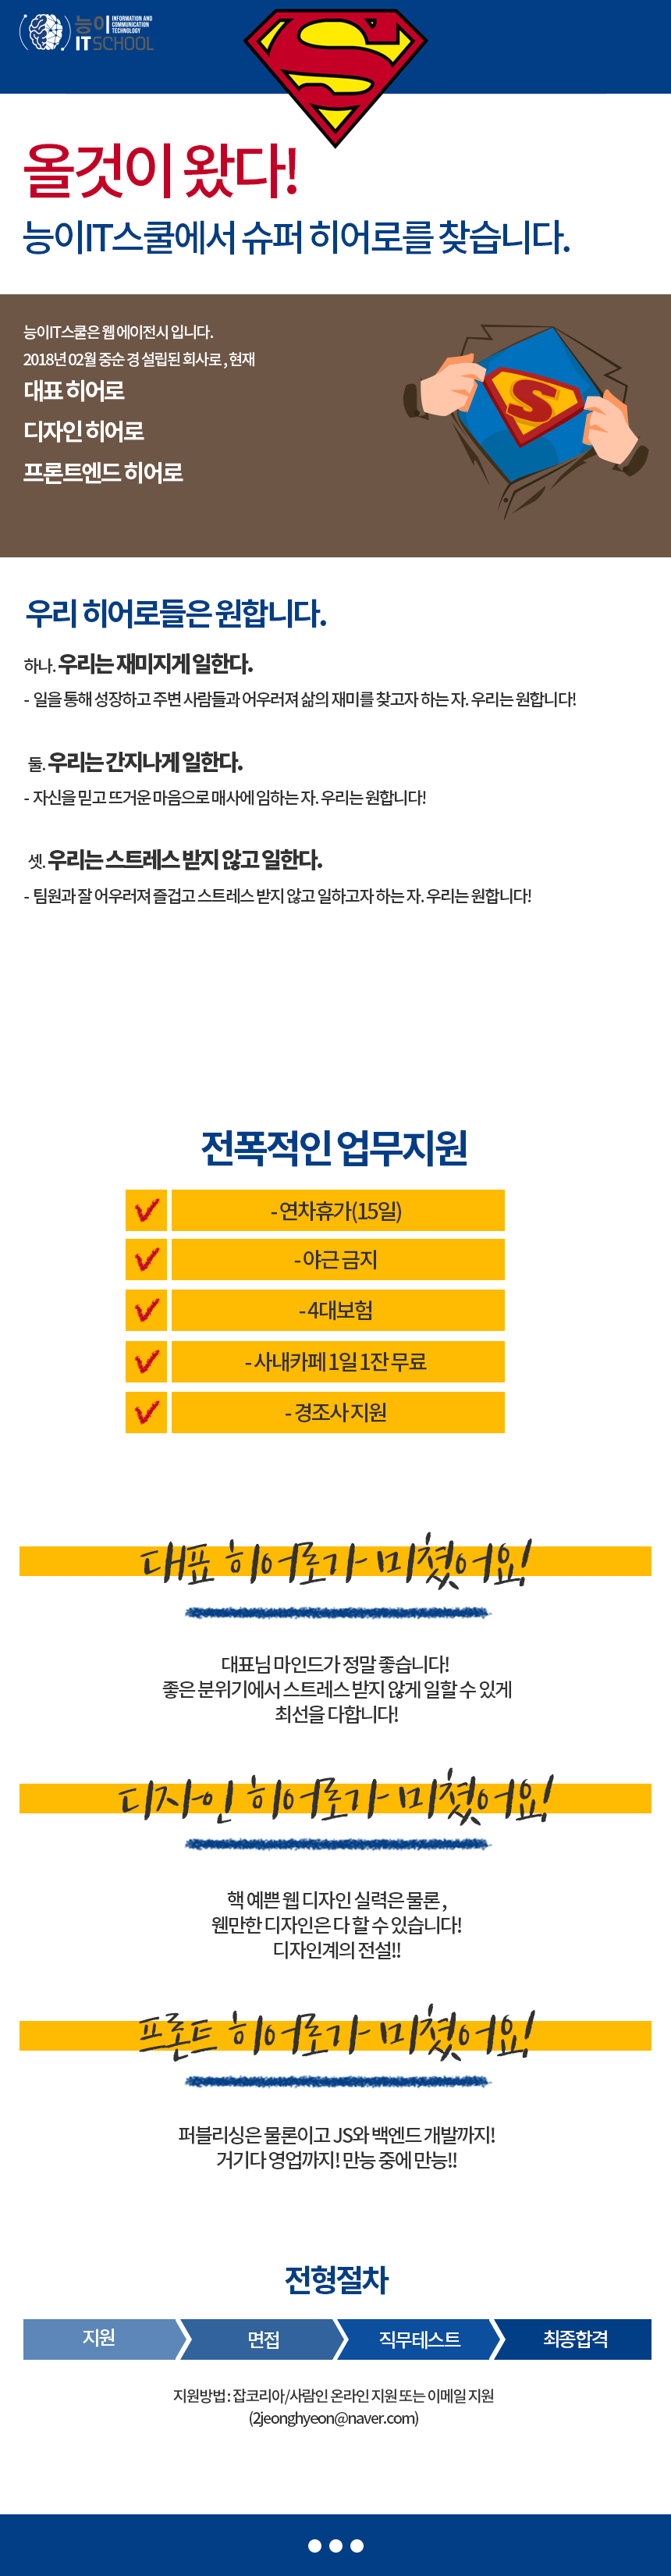 능이
INFORMATION AND
COMMUNICATION
TECHNOLOGY
IT SCHOOL
S
올것이 왔다!
능이IT스쿨에서 슈퍼 히어로를 찾습니다.
능이IT스쿨은 웹 에이전시 입니다.
2018년 02월 중순 경 설립된 회사로 , 현재
대표 히어로
디자인 히어로
프론트엔드 히어로
S
우리 히어로들은 원합니다.
하나. 우리는 재미지게 일한다.
- 일을 통해 성장하고 주변 사람들과 어우러져 삶의 재미를 찾고자 하는 자. 우리는 원합니다!
둘. 우리는 간지나게 일한다.
- 자신을 믿고 뜨거운 마음으로 매사에 임하는 자. 우리는 원합니다!
셋. 우리는 스트레스 받지 않고 일한다.
- 팀원과 잘 어우러져 즐겁고 스트레스 받지 않고 일하고자 하는 자. 우리는 원합니다!
전폭적인 업무지원
- 연차휴가(15일)
- 야근 금지
- 4대보험
- 사내카페 1일 1잔 무료
- 경조사 지원
대표 히어로가 미쳤어요!
대표님 마인드가 정말 좋습니다!
좋은 분위기에서 스트레스 받지 않게 일할 수 있게
최선을 다합니다!
디자인 히어로가 미쳤어요!
핵 예쁜 웹 디자인 실력은 물론 ,
웬만한 디자인은 다 할 수 있습니다!
디자인계의 전설!!
프론트 히어로가 미쳤어요!
퍼블리싱은 물론이고 JS와 백엔드 개발까지!
거기다 영업까지! 만능 중에 만능!!
전형절차
지원
면접
직무테스트
최종합격
지원방법 : 잡코리아/사람인 온라인 지원 또는 이메일 지원
(2jeonghyeon@naver.com)